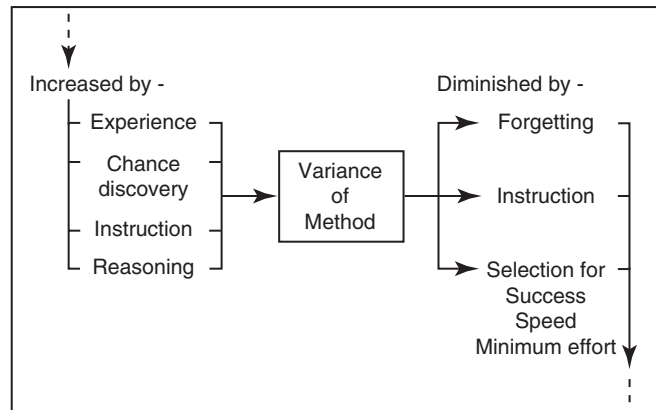 Increased by -
Experience
Chance
discovery
Instruction
Reasoning
Variance
of
Method
Diminished by -
Forgetting
Instruction
Selection for
Success
Speed
Minimum effort